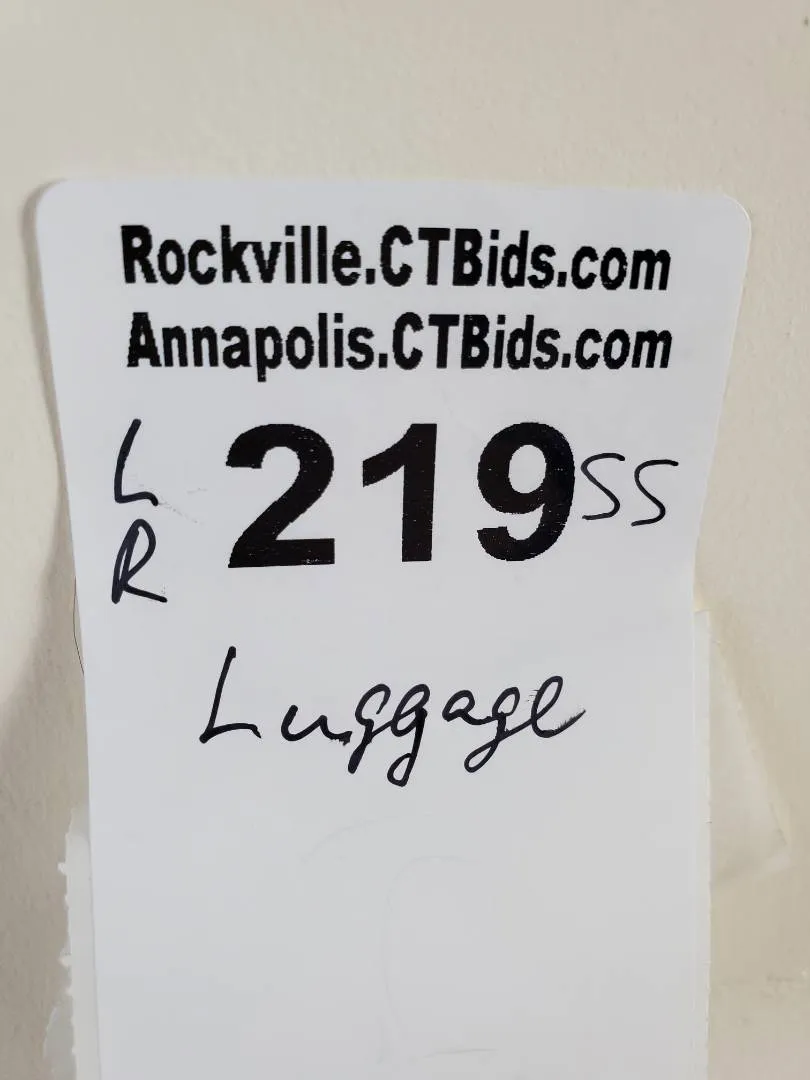 Rockville.CTBids.com
Annapolis.CTBids.com
L 219 SS
R
Luggage